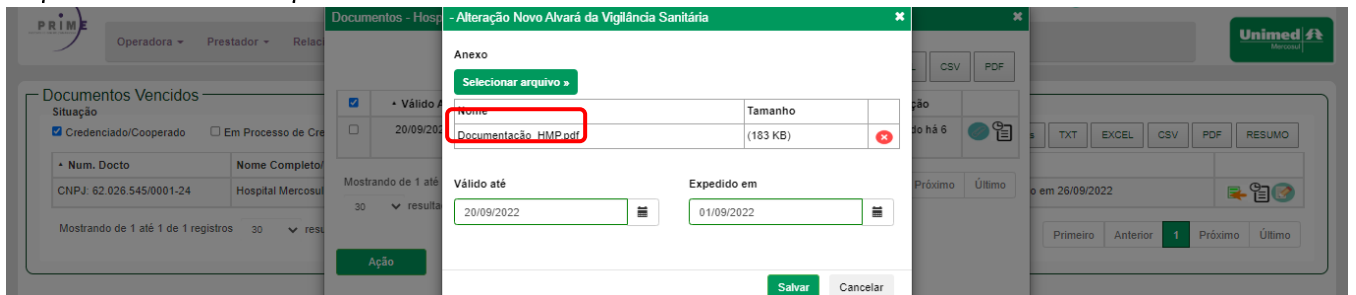 PRIME
Operadora
Prestador
Relaci
Unimed
Mercosul
Documentos - Hosp
- Alteração Novo Alvará da Vigilância Sanitária
Anexo
Selecionar arquivo »
CSV
PDF
Documentos Vencidos
Situação
Credenciado/Cooperado
Em Processo de Cre
Válido A
Nome
Tamanho
ção
20/09/202
Documentação_HMP.pdf
(183 KB)
do há 6
TXT
EXCEL
CSV
PDF
RESUMO
Num. Docto
Nome Completo/
CNPJ: 62.026.545/0001-24
Hospital Mercosul
Mostrando de 1 até
Válido até
Expedido em
Próximo
Último
o em 26/09/2022
30
resulta
20/09/2022
01/09/2022
Mostrando de 1 até 1 de 1 registros
30
resu
Primeiro
Anterior
1
Próximo
Último
Ação
Salvar
Cancelar